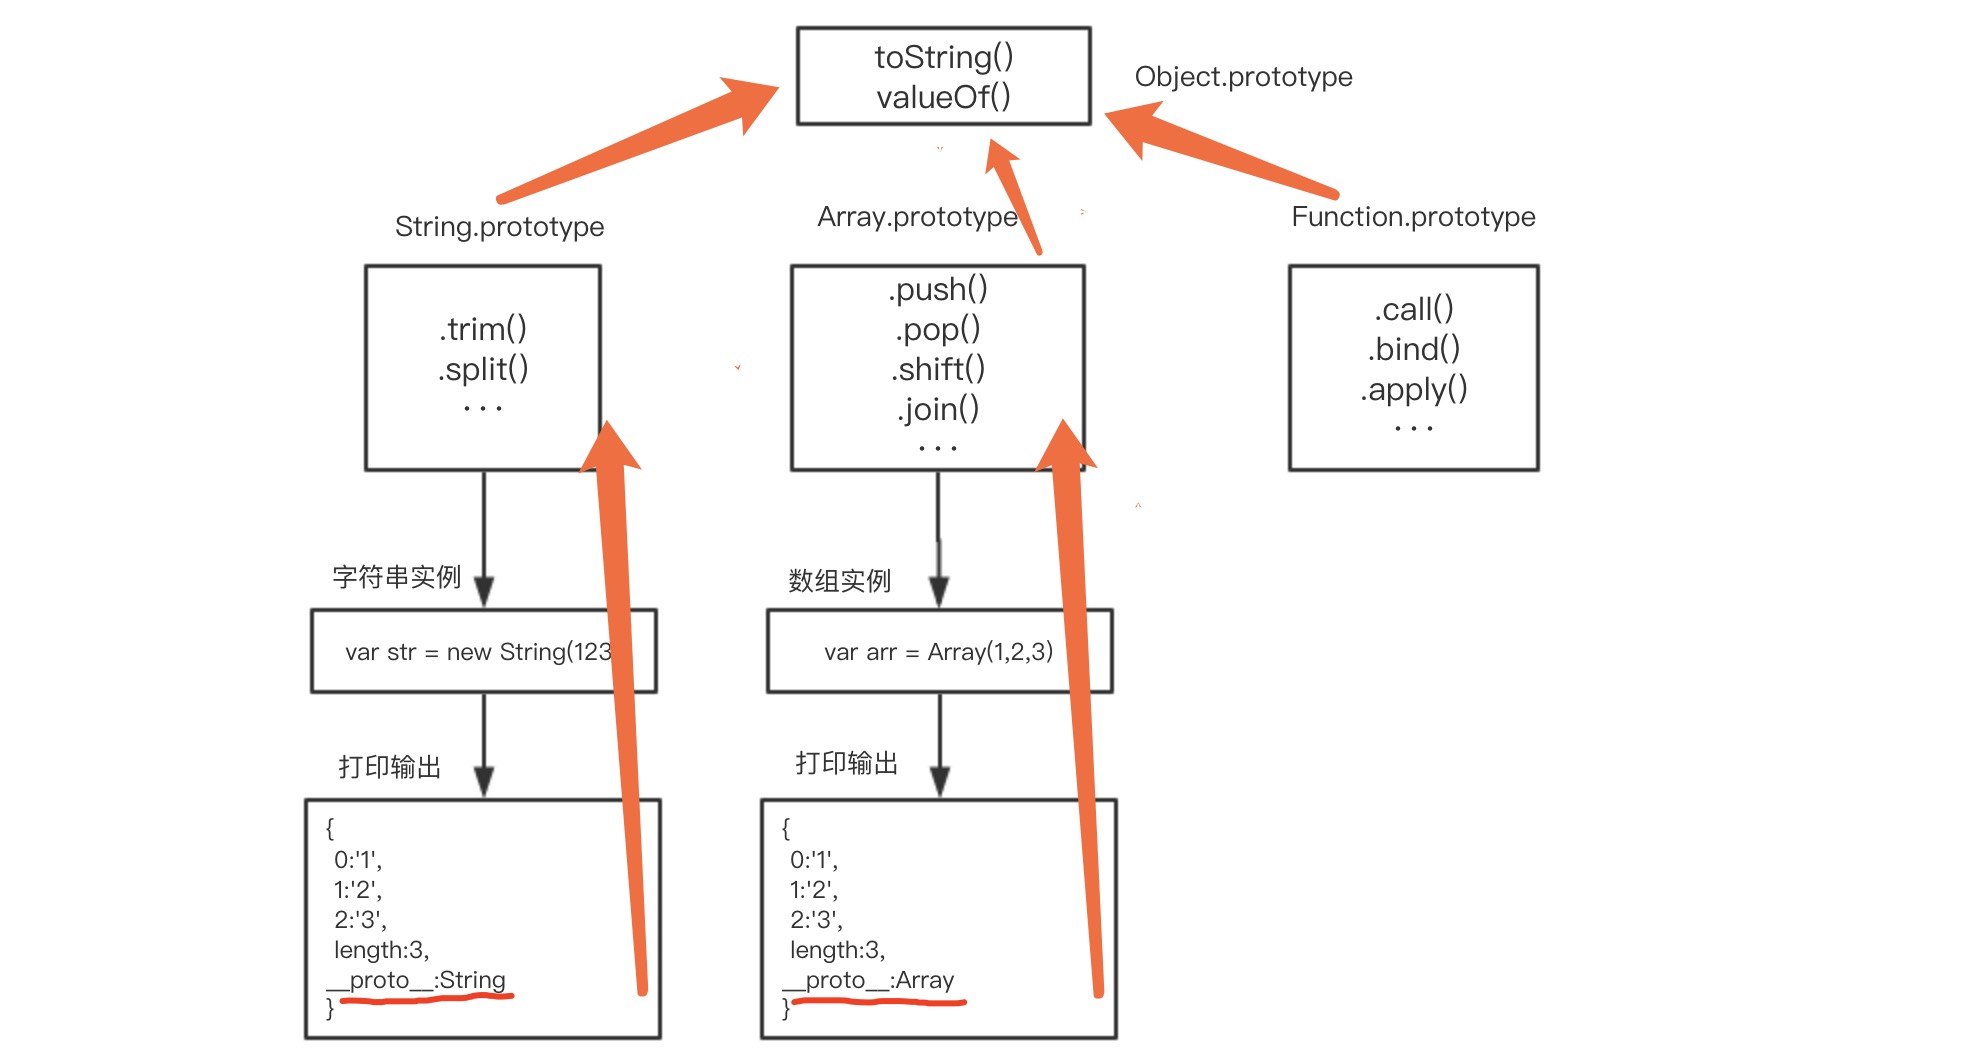 toString()
valueOf()
Object.prototype
String.prototype
Array.prototype
Function.prototype
.trim()
.split()
...
.push()
.pop()
.shift()
.join()
...
.call()
.bind()
.apply()
...
字符串实例
var str = new String(123
打印输出
{
0:'1',
1:'2',
2:'3',
length:3,
__proto__:String
}
数组实例
var arr = Array(1,2,3)
打印输出
{
0:'1',
1:'2',
2:'3',
length:3,
__proto__:Array
}